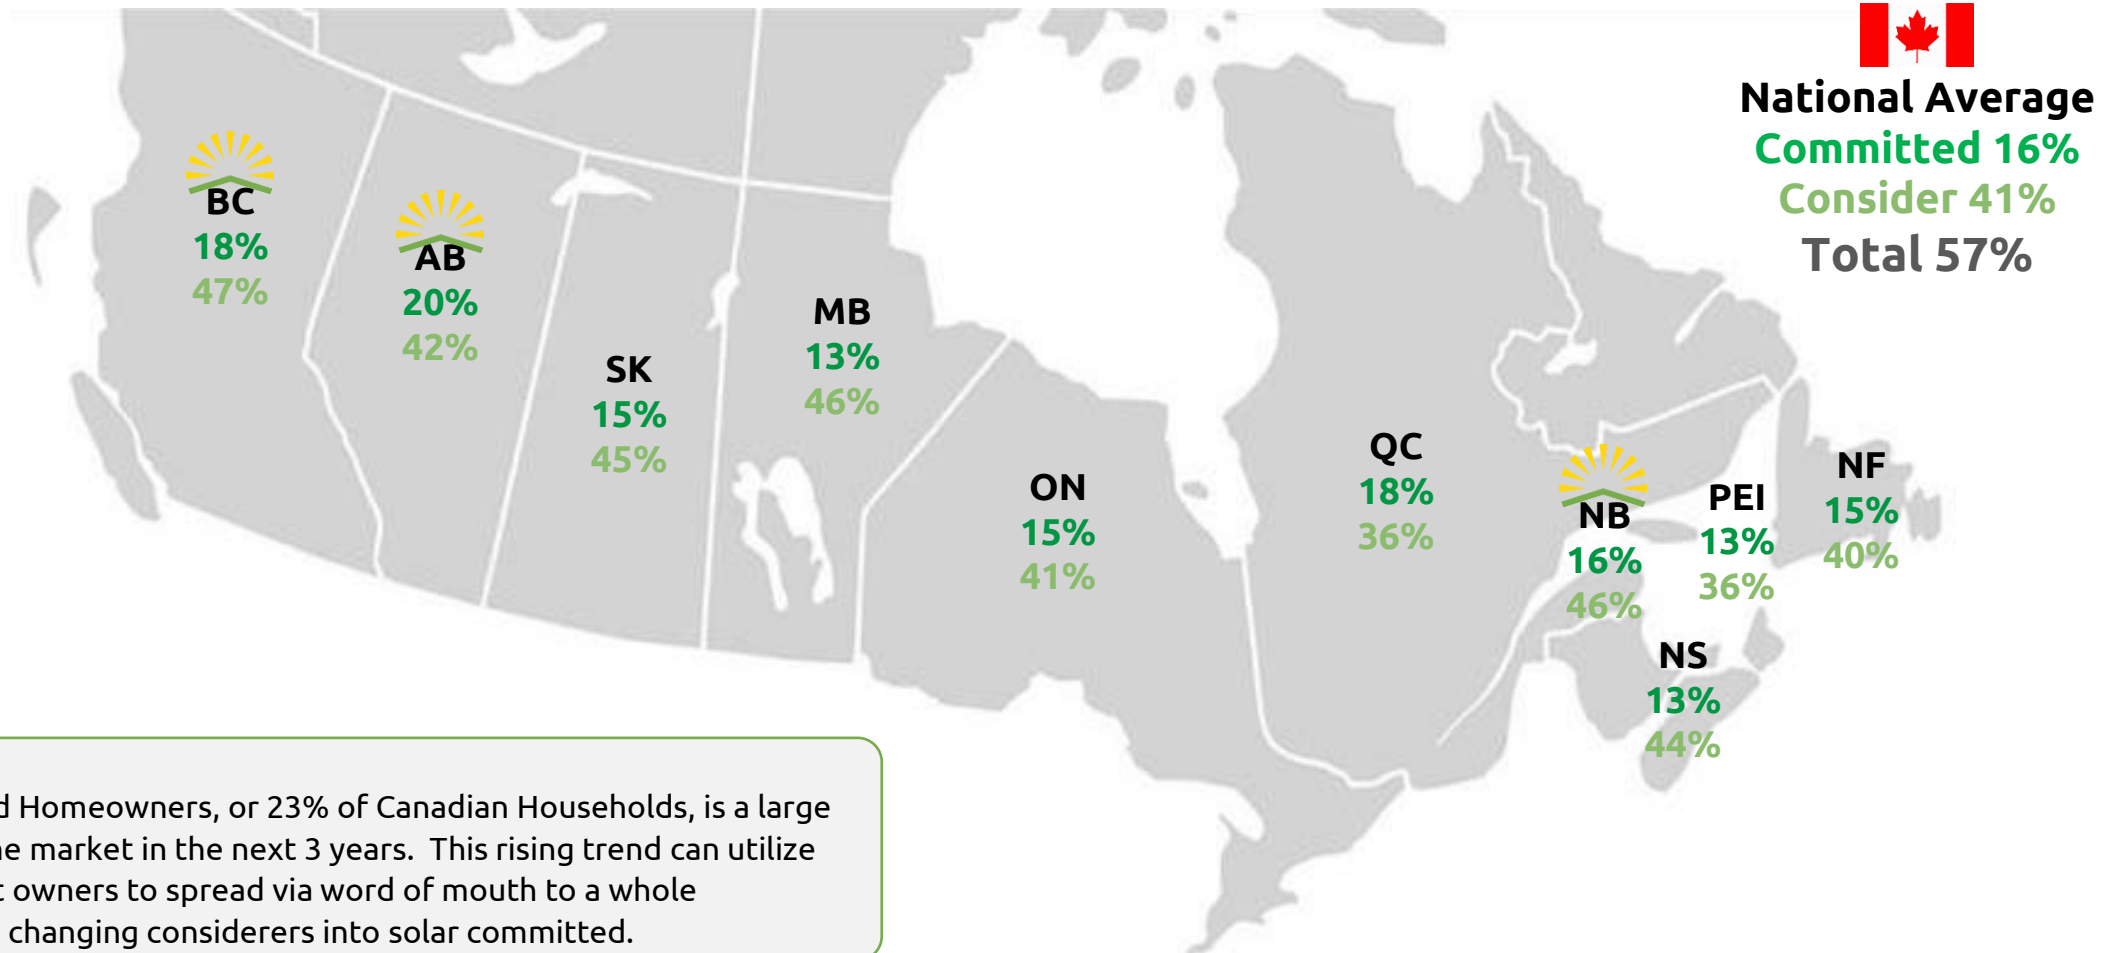 National Average
Committed 16%
Consider 41%
Total 57%
BC
18%
47%
AB
20%
42%
SK
15%
45%
MB
13%
46%
ON
15%
41%
QC
18%
36%
NB
16%
46%
PEI
13%
36%
NF
15%
40%
NS
13%
44%
Homeowners, or 23% of Canadian Households, is a large
market in the next 3 years. This rising trend can utilize
owners to spread via word of mouth to a whole
changing considerers into solar committed.